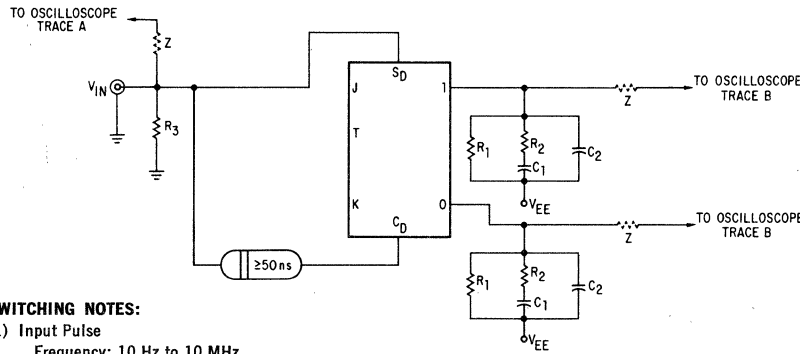 TO OSCILLOSCOPE
TRACE A
Z
V_IN
R_3
S_D
J
1
T
K
0
C_D
≥50ns
R_1
R_2
C_1
C_2
V_EE
Z
TO OSCILLOSCOPE
TRACE B
R_1
R_2
C_1
C_2
V_EE
Z
TO OSCILLOSCOPE
TRACE B
WITCHING NOTES:
.) Input Pulse
Frequency: 10 Hz to 10 MHz